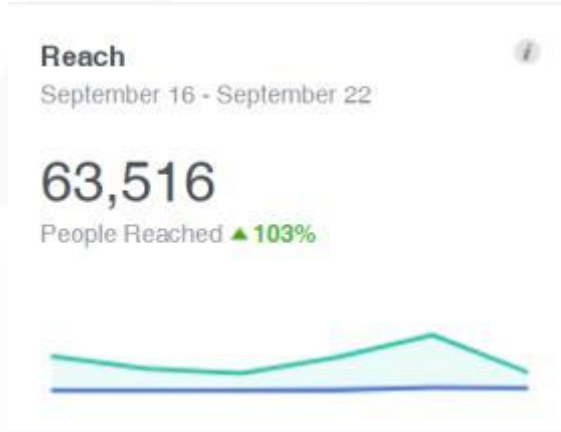 Reach
i
September 16 - September 22
63,516
People Reached ▲ 103%